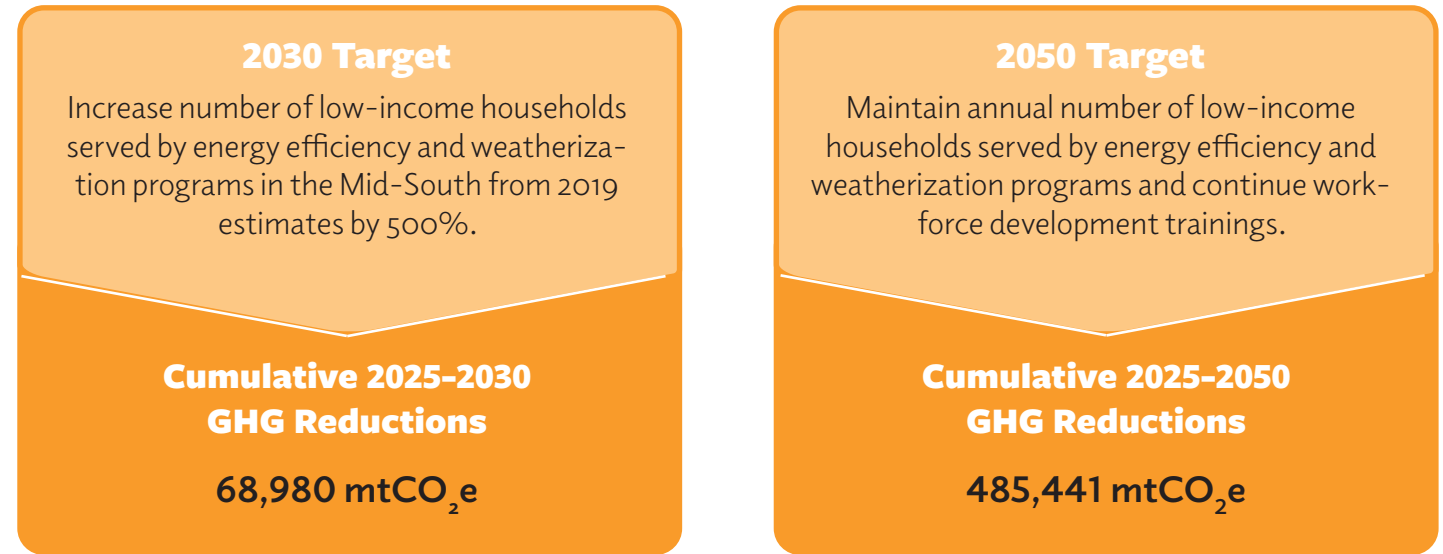 2030 Target
Increase number of low-income households
served by energy efficiency and weatheriza-
tion programs in the Mid-South from 2019
estimates by 500%.
Cumulative 2025–2030
GHG Reductions
68,980 mtCO₂e
2050 Target
Maintain annual number of low-income
households served by energy efficiency and
weatherization programs and continue work-
force development trainings.
Cumulative 2025–2050
GHG Reductions
485,441 mtCO₂e